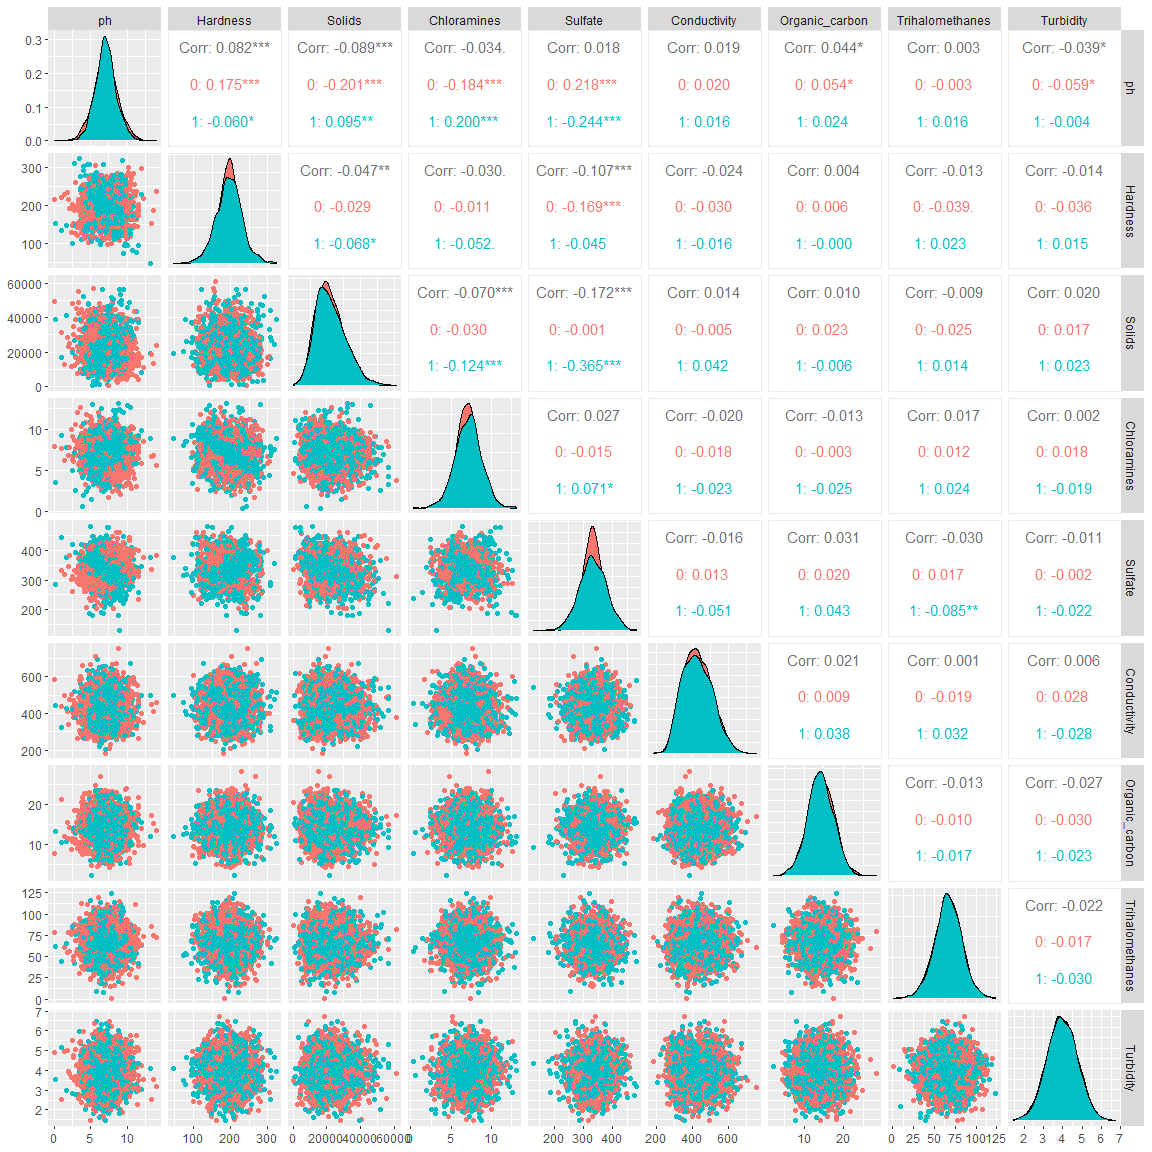 ph Hardness Solids Chloramines Sulfate Conductivity Organic_carbon Trihalomethanes Turbidity
0.3
0.2
0.1
0.0
Corr: 0.082*** Corr: -0.089*** Corr: -0.034. Corr: 0.018 Corr: 0.019 Corr: 0.044* Corr: 0.003 Corr: -0.039*
0: 0.175*** 0: -0.201*** 0: -0.184*** 0: 0.218*** 0: 0.020 0: 0.054* 0: -0.003 0: -0.059*
1: -0.060* 1: 0.095** 1: 0.200*** 1: -0.244*** 1: 0.016 1: 0.024 1: 0.016 1: -0.004
ph
300
200
100
Corr: -0.047** Corr: -0.030. Corr: -0.107*** Corr: -0.024 Corr: 0.004 Corr: -0.013 Corr: -0.014
0: -0.029 0: -0.011 0: -0.169*** 0: -0.030 0: 0.006 0: -0.039. 0: -0.036
1: -0.068* 1: -0.052. 1: -0.045 1: -0.016 1: -0.000 1: 0.023 1: 0.015
Hardness
60000
40000
20000
0
Corr: -0.070*** Corr: -0.172*** Corr: 0.014 Corr: 0.010 Corr: -0.009 Corr: 0.020
0: -0.030 0: -0.001 0: -0.005 0: 0.023 0: -0.025 0: 0.017
1: -0.124*** 1: -0.365*** 1: 0.042 1: -0.006 1: 0.014 1: 0.023
Solids
10
5
0
Corr: 0.027 Corr: -0.020 Corr: -0.013 Corr: 0.017 Corr: 0.002
0: -0.015 0: -0.018 0: -0.003 0: 0.012 0: 0.018
1: 0.071* 1: -0.023 1: -0.025 1: 0.024 1: -0.019
Chloramines
400
300
200
Corr: -0.016 Corr: 0.031 Corr: -0.030 Corr: -0.011
0: 0.013 0: 0.020 0: 0.017 0: -0.002
1: -0.051 1: 0.043 1: -0.085** 1: -0.022
Sulfate
600
400
200
Corr: 0.021 Corr: 0.001 Corr: 0.006
0: 0.009 0: -0.019 0: 0.028
1: 0.038 1: 0.032 1: -0.028
Conductivity
20
10
Corr: -0.013 Corr: -0.027
0: -0.010 0: -0.030
1: -0.017 1: -0.023
Organic_carbon
125
100
75
50
25
0
Corr: -0.022
0: -0.017
1: -0.030
Trihalomethanes
7
6
5
4
3
2
Turbidity
0 5 10 100 200 300 0 20000 40000 60000 0 5 10 200 300 400 200 400 600 10 20 0 25 50 75 100 125 2 3 4 5 6 7